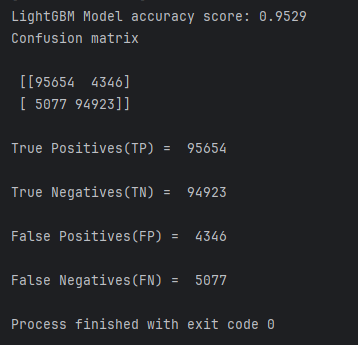 LightGBM Model accuracy score: 0.9529
Confusion matrix
[[95654  4346]
[ 5077 94923]]
True Positives(TP) =  95654
True Negatives(TN) =  94923
False Positives(FP) =  4346
False Negatives(FN) =  5077
Process finished with exit code 0